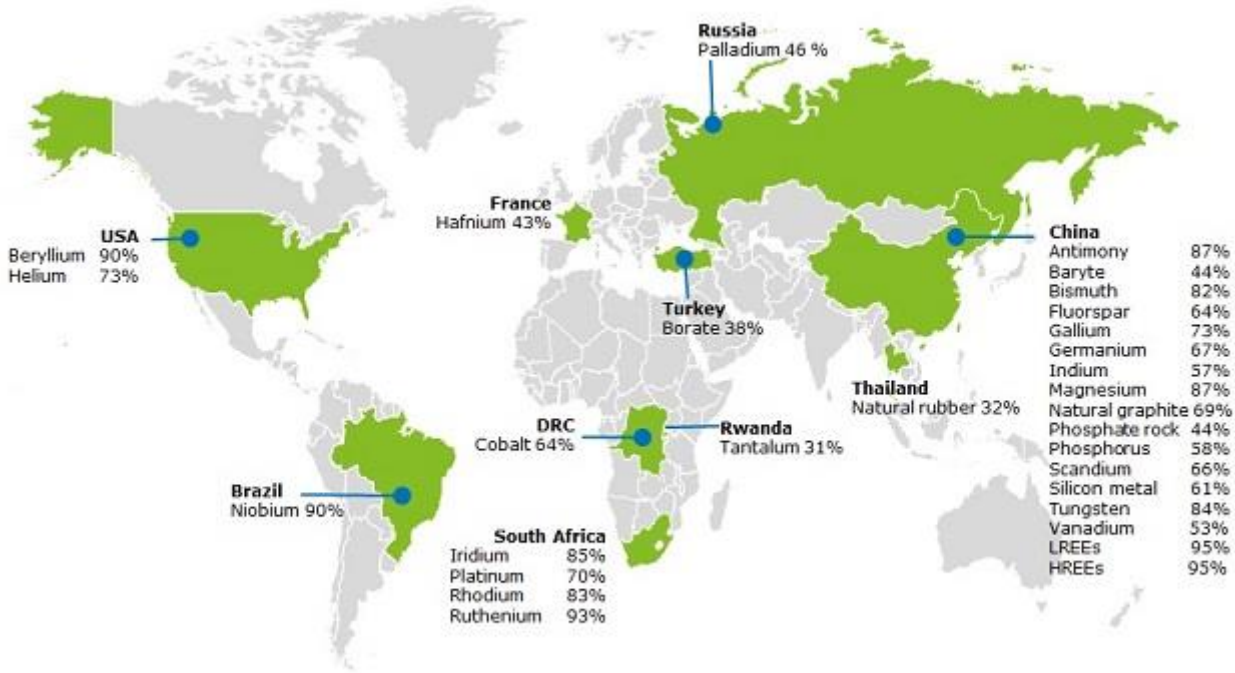 Russia
Palladium 46 %
France
Hafnium 43%
USA
Beryllium 90%
Helium 73%
China
Antimony 87%
Baryte 44%
Bismuth 82%
Fluorspar 64%
Gallium 73%
Germanium 67%
Indium 57%
Magnesium 87%
Natural graphite 69%
Phosphate rock 44%
Phosphorus 58%
Scandium 66%
Silicon metal 61%
Tungsten 84%
Vanadium 53%
LREEs 95%
HREEs 95%
Turkey
Borate 38%
Thailand
Natural rubber 32%
DRC
Cobalt 64%
Rwanda
Tantalum 31%
Brazil
Niobium 90%
South Africa
Iridium 85%
Platinum 70%
Rhodium 83%
Ruthenium 93%